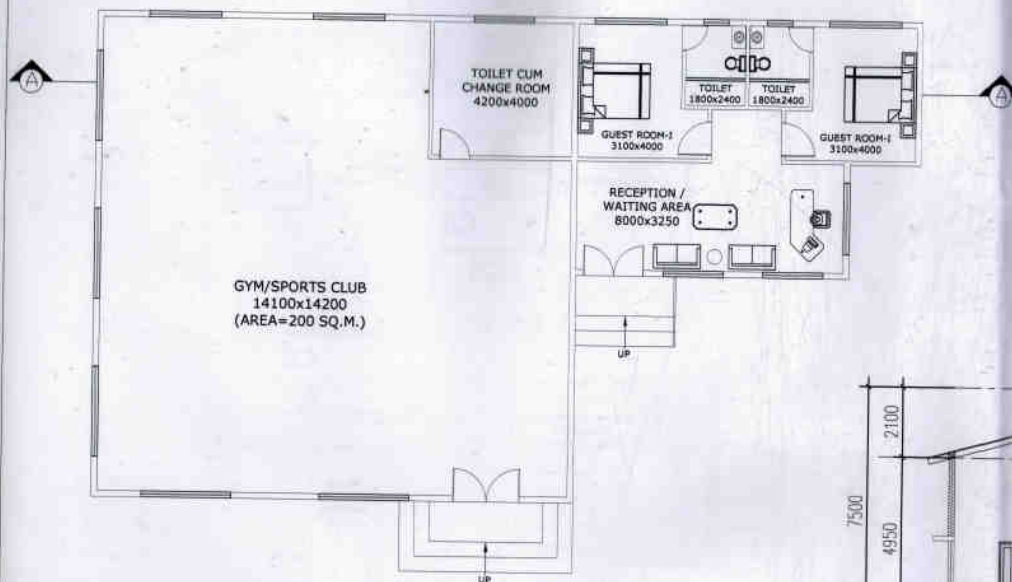 TOILET CUM
CHANGE ROOM
4200x4000
TOILET
1800x2400
TOILET
1800x2400
A
A
GUEST ROOM-I
3100x4000
GUEST ROOM-I
3100x4000
RECEPTION /
WAITING AREA
8000x3250
GYM/SPORTS CLUB
14100x14200
(AREA=200 SQ.M.)
UP
UP
2100
7500
4950